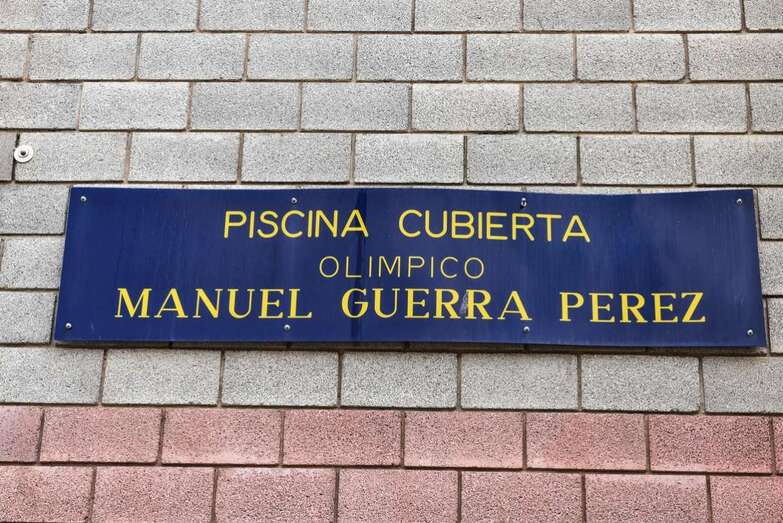 PISCINA CUBIERTA
OLIMPICO
MANUEL GUERRA PEREZ